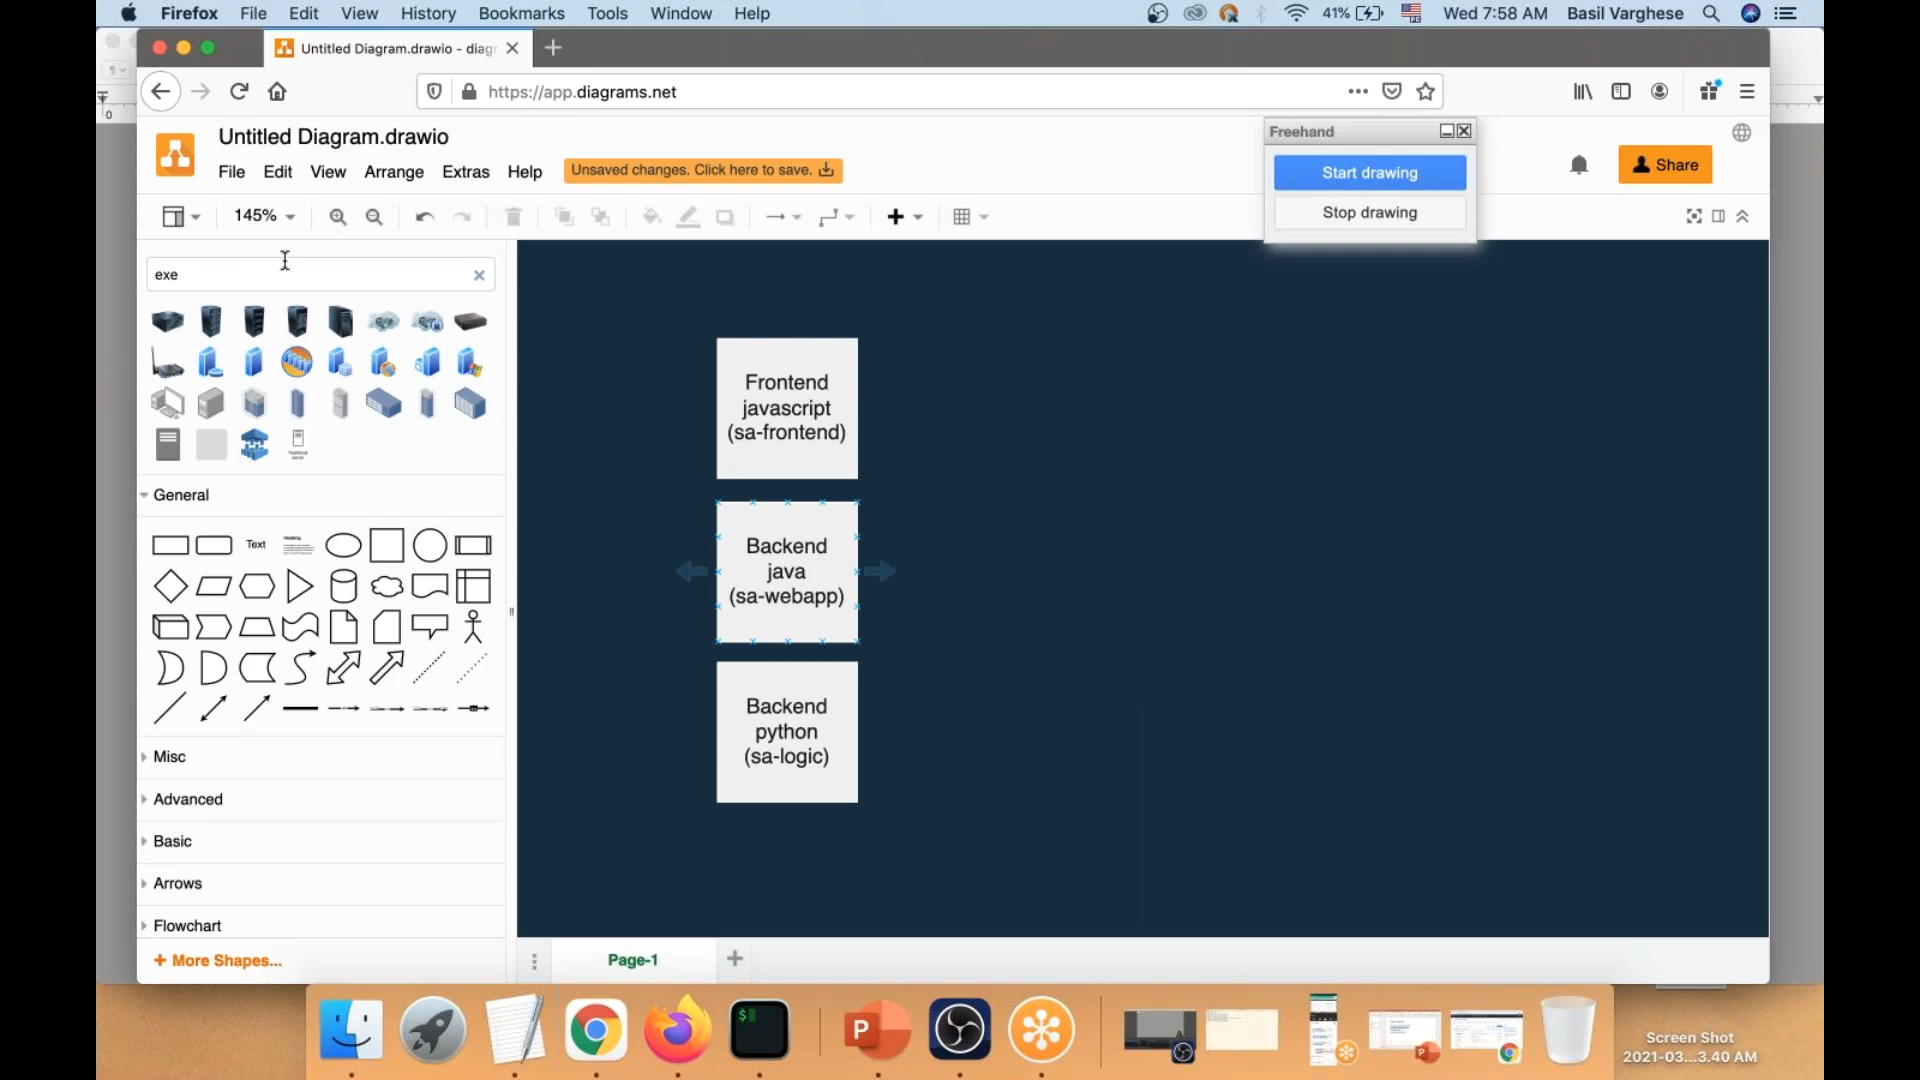 Firefox File Edit View History Bookmarks Tools Window Help 41% Wed 7:58 AM Basil Varghese
Untitled Diagram.drawio - diagr
https://app.diagrams.net
0
Untitled Diagram.drawio
File Edit View Arrange Extras Help Unsaved changes. Click here to save.
Freehand
Start drawing
Stop drawing
Share
145%
exe
General
Text
Heading
Misc
Advanced
Basic
Arrows
Flowchart
+ More Shapes...
Frontend
javascript
(sa-frontend)
Backend
java
(sa-webapp)
Backend
python
(sa-logic)
Page-1
$
P
P
Screen Shot
2021-03...3.40 AM